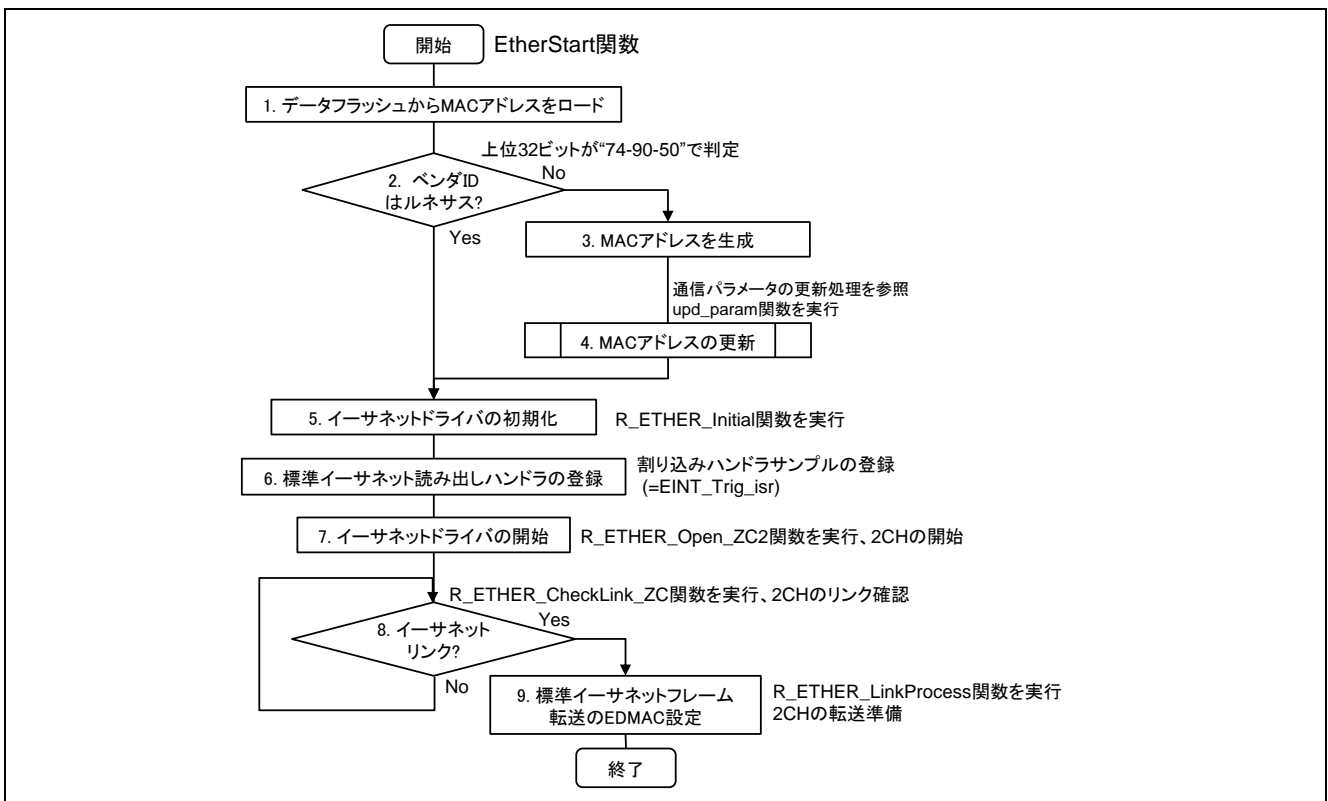 開始
EtherStart関数
1. データフラッシュからMACアドレスをロード
上位32ビットが“74-90-50”で判定
No
2. ベンダID
はルネサス?
Yes
3. MACアドレスを生成
通信パラメータの更新処理を参照
upd_param関数を実行
4. MACアドレスの更新
5. イーサネットドライバの初期化
R_ETHER_Initial関数を実行
6. 標準イーサネット読み出しハンドラの登録
割り込みハンドラサンプルの登録
(=EINT_Trig_isr)
7. イーサネットドライバの開始
R_ETHER_Open_ZC2関数を実行、2CHの開始
R_ETHER_CheckLink_ZC関数を実行、2CHのリンク確認
Yes
8. イーサネット
リンク?
No
9. 標準イーサネットフレーム
転送のEDMAC設定
R_ETHER_LinkProcess関数を実行
2CHの転送準備
終了